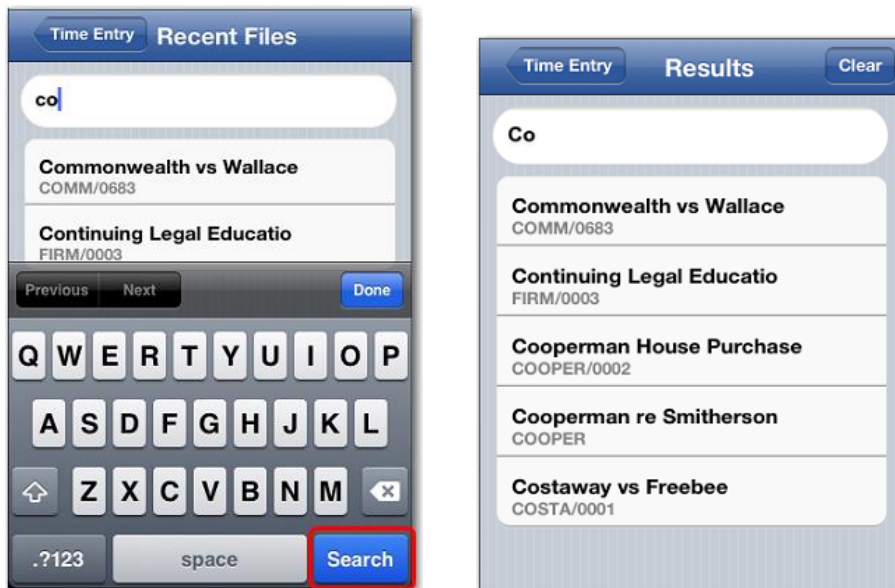 Time Entry Recent Files
co
Commonwealth vs Wallace
COMM/0683
Continuing Legal Educatio
FIRM/0003
Previous Next Done
Q W E R T Y U I O P
A S D F G H J K L
Z X C V B N M
.?123 space Search
Time Entry Results Clear
Co
Commonwealth vs Wallace
COMM/0683
Continuing Legal Educatio
FIRM/0003
Cooperman House Purchase
COOPER/0002
Cooperman re Smitherson
COOPER
Costaway vs Freebee
COSTA/0001